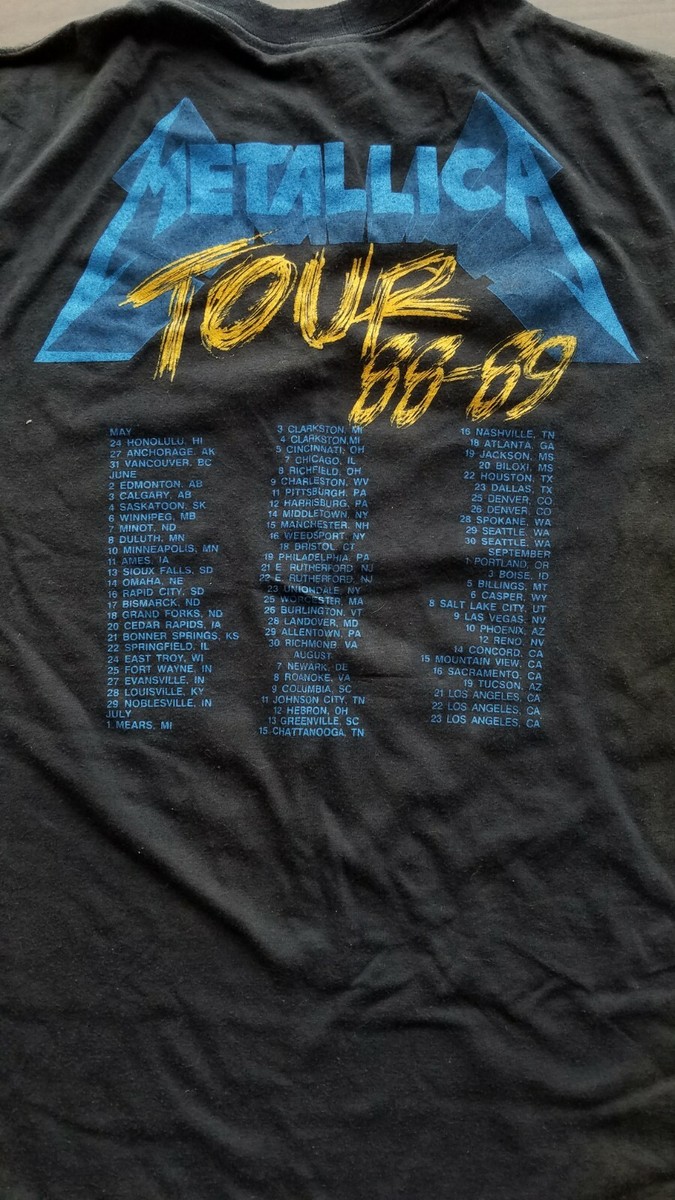 METALLICA
TOUR
88-89
MAY
24 HONOLULU, HI
27 ANCHORAGE, AK
31 VANCOUVER, BC
JUNE
2 EDMONTON, AB
3 CALGARY, AB
4 SASKATOON, SK
6 WINNIPEG, MB
7 MINOT, ND
8 DULUTH, MN
10 MINNEAPOLIS, MN
11 AMES, IA
13 SIOUX FALLS, SD
14 OMAHA, NE
16 RAPID CITY, SD
17 BISMARCK, ND
18 GRAND FORKS, ND
20 CEDAR RAPIDS, IA
21 BONNER SPRINGS, KS
22 SPRINGFIELD, IL
24 EAST TROY, WI
25 FORT WAYNE, IN
27 EVANSVILLE, IN
28 LOUISVILLE, KY
29 NOBLESVILLE, IN
JULY
1 MEARS, MI
3 CLARKSTON, MI
4 CLARKSTON, MI
5 CINCINNATI, OH
7 CHICAGO, IL
8 RICHFIELD, OH
9 CHARLESTON, WV
11 PITTSBURGH, PA
12 HARRISBURG, PA
14 MIDDLETOWN, NY
15 MANCHESTER, NH
16 WEEDSPORT, NY
18 BRISTOL, CT
19 PHILADELPHIA, PA
21 E. RUTHERFORD, NJ
22 E. RUTHERFORD, NJ
23 UNIONDALE, NY
25 WORCESTER, MA
26 BURLINGTON, VT
28 LANDOVER, MD
29 ALLENTOWN, PA
30 RICHMOND, VA
AUGUST
7 NEWARK, DE
8 ROANOKE, VA
9 COLUMBIA, SC
11 JOHNSON CITY, TN
12 HEBRON, OH
13 GREENVILLE, SC
15 CHATTANOOGA, TN
16 NASHVILLE, TN
18 ATLANTA, GA
19 JACKSON, MS
20 BILOXI, MS
22 HOUSTON, TX
23 DALLAS, TX
25 DENVER, CO
26 DENVER, CO
28 SPOKANE, WA
29 SEATTLE, WA
30 SEATTLE, WA
SEPTEMBER
1 PORTLAND, OR
3 BOISE, ID
5 BILLINGS, MT
6 CASPER, WY
8 SALT LAKE CITY, UT
9 LAS VEGAS, NV
10 PHOENIX, AZ
12 RENO, NV
14 CONCORD, CA
15 MOUNTAIN VIEW, CA
16 SACRAMENTO, CA
19 TUCSON, AZ
21 LOS ANGELES, CA
22 LOS ANGELES, CA
23 LOS ANGELES, CA